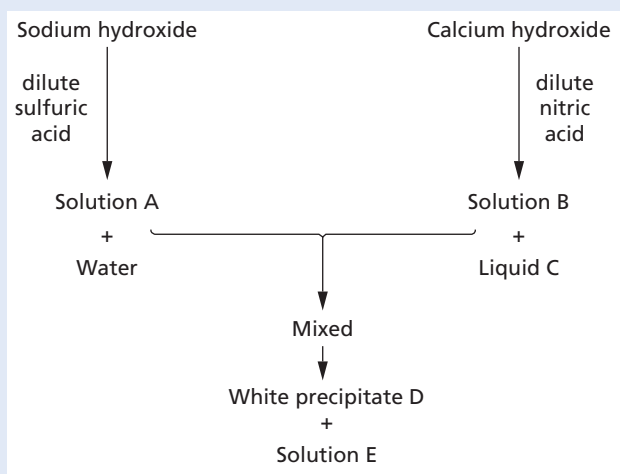 Sodium hydroxide
Calcium hydroxide
dilute
sulfuric
acid
dilute
nitric
acid
Solution A
+
Water
Solution B
+
Liquid C
Mixed
White precipitate D
+
Solution E